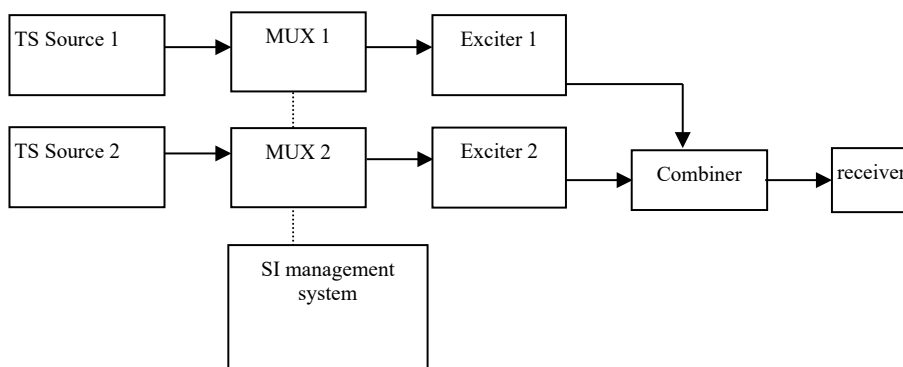 TS Source 1
MUX 1
Exciter 1
TS Source 2
MUX 2
Exciter 2
Combiner
receiver
SI management
system